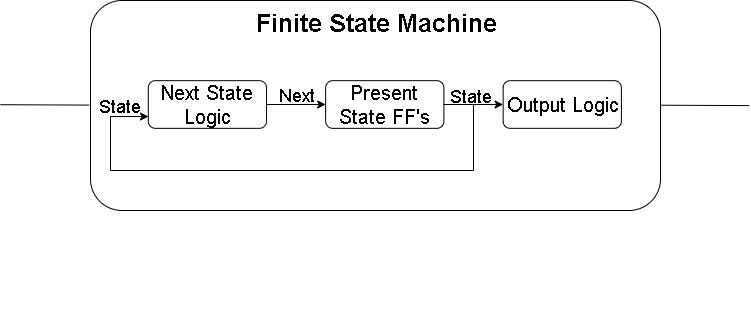 Finite State Machine
State
Next State
Logic
Next
Present
State FF's
State
Output Logic